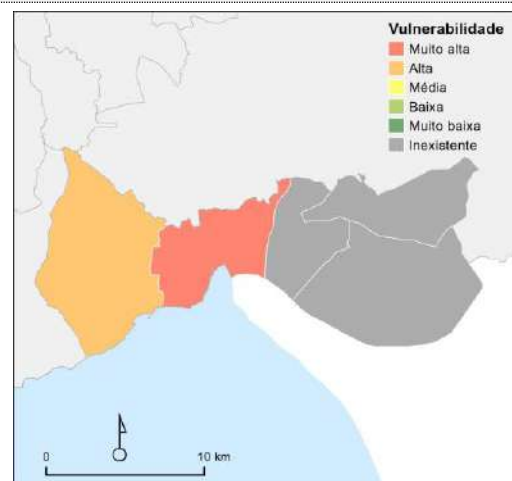 Vulnerabilidade
Muito alta
Alta
Média
Baixa
Muito baixa
Inexistente
0 10 km